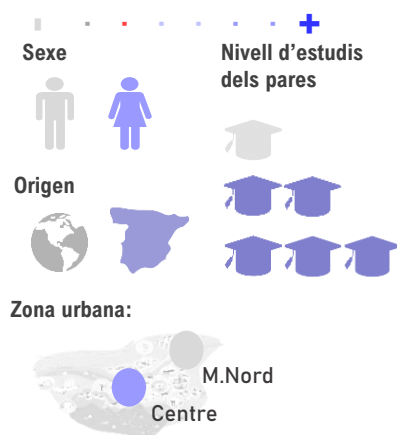 Sexe
Nivell d'estudis
dels pares
Origen
Zona urbana:
M.Nord
Centre